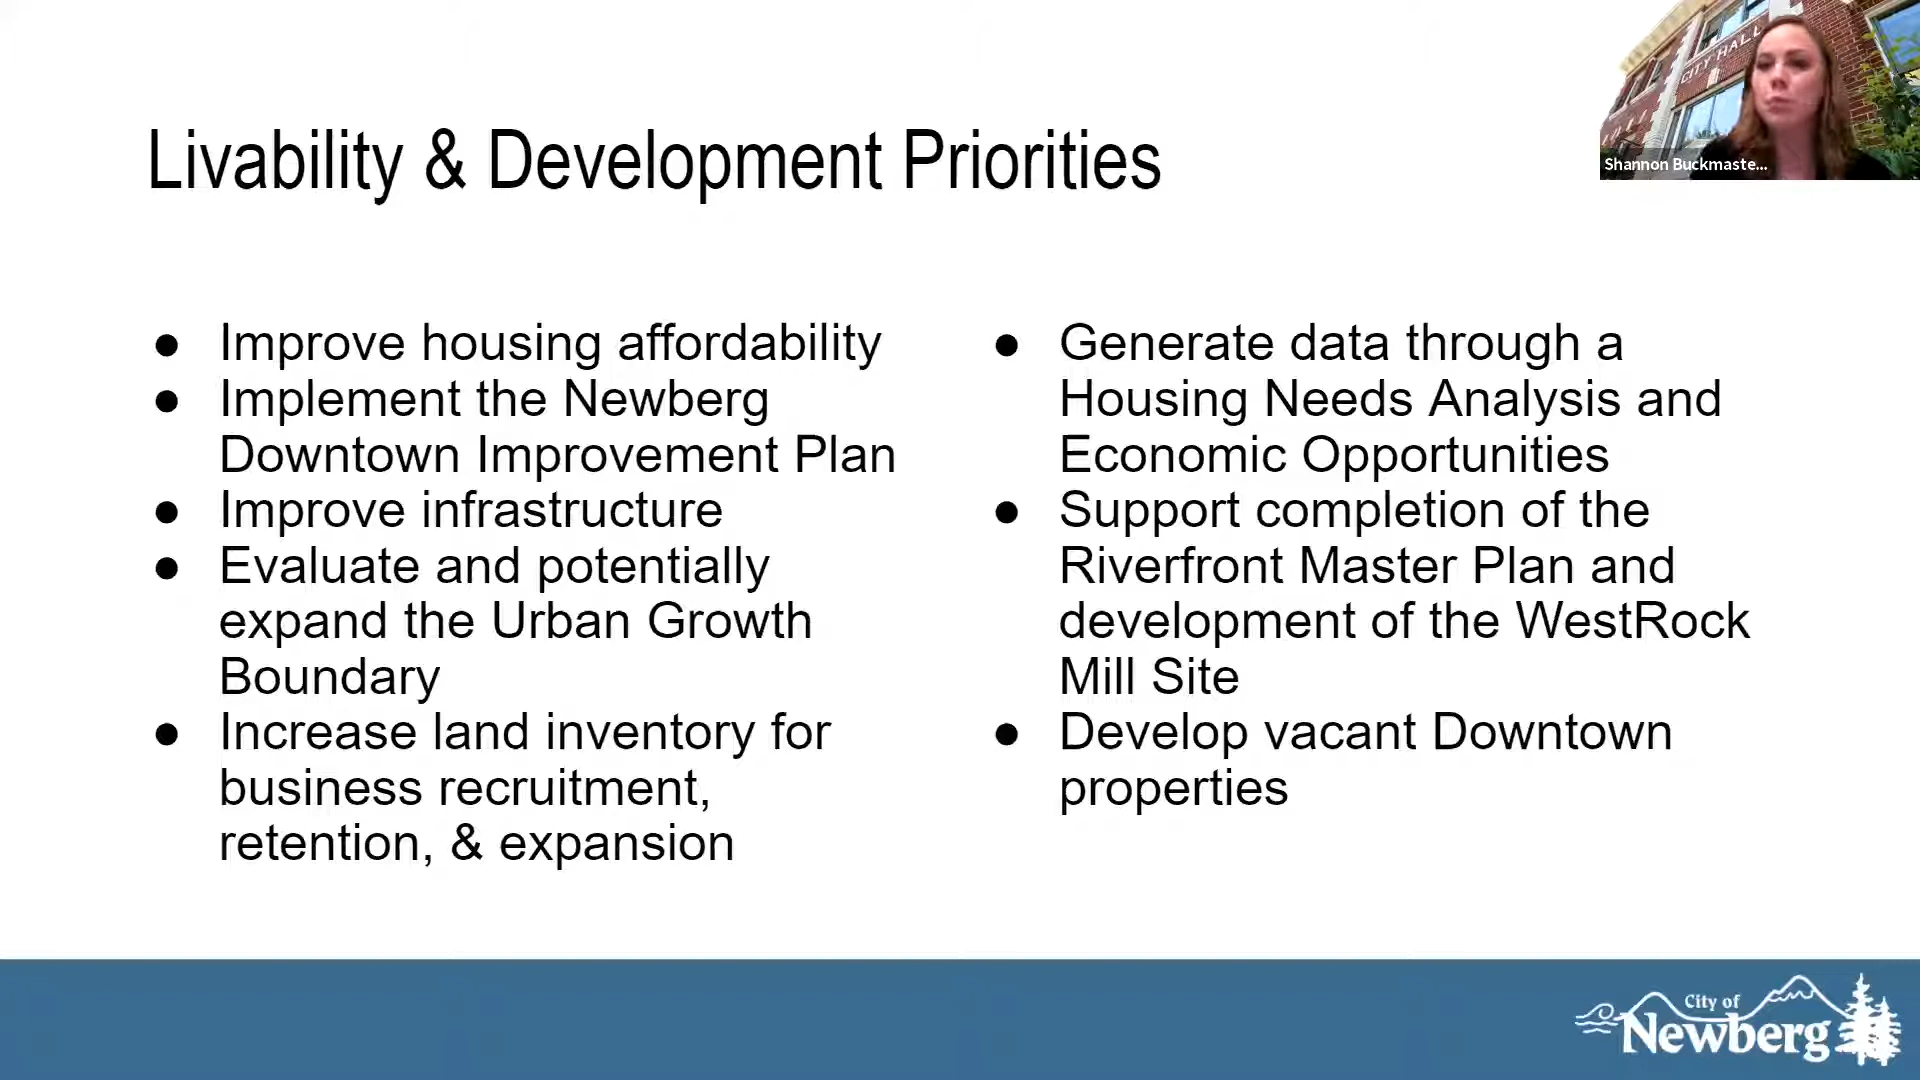 CITY HALL
Shannon Buckmaste...
Livability & Development Priorities
● Improve housing affordability
● Implement the Newberg
Downtown Improvement Plan
● Improve infrastructure
● Evaluate and potentially
expand the Urban Growth
Boundary
● Increase land inventory for
business recruitment,
retention, & expansion
● Generate data through a
Housing Needs Analysis and
Economic Opportunities
● Support completion of the
Riverfront Master Plan and
development of the WestRock
Mill Site
● Develop vacant Downtown
properties
City of
Newberg